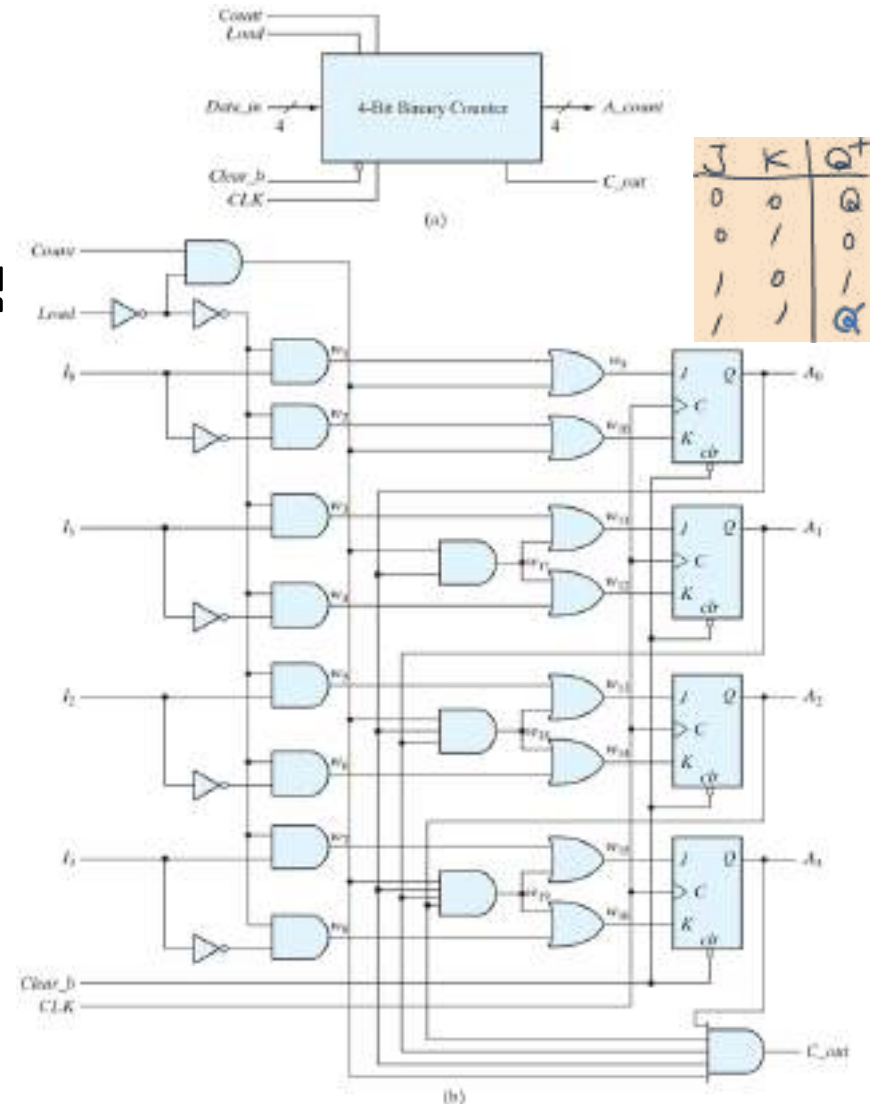 Count
Load
Data_in
4
4-Bit Binary Counter
4
A_count
Clear_b
CLK
C_out
(a)
J K Q+
0 0 Q
0 1 0
1 0 1
1 1 Q'
Count
Load
I0
w1
w2
w9
w10
J Q A0
C
K
clr
I1
w3
w4
w11
w17
w12
J Q A1
C
K
clr
I2
w5
w6
w13
w18
w14
J Q A2
C
K
clr
I3
w7
w8
w15
w19
w16
J Q A3
C
K
clr
Clear_b
CLK
C_out
(b)